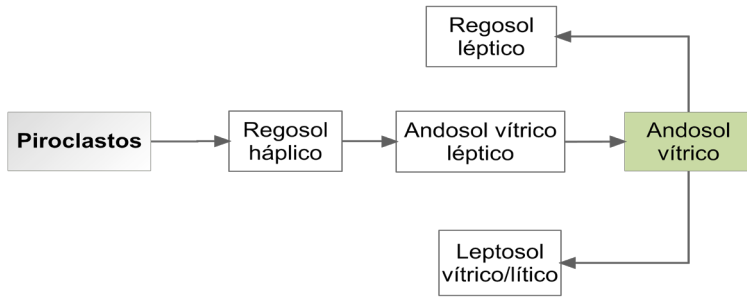 Regosol
léptico
Piroclastos
Regosol
háplico
Andosol vítrico
léptico
Andosol
vítrico
Leptosol
vítrico/lítico